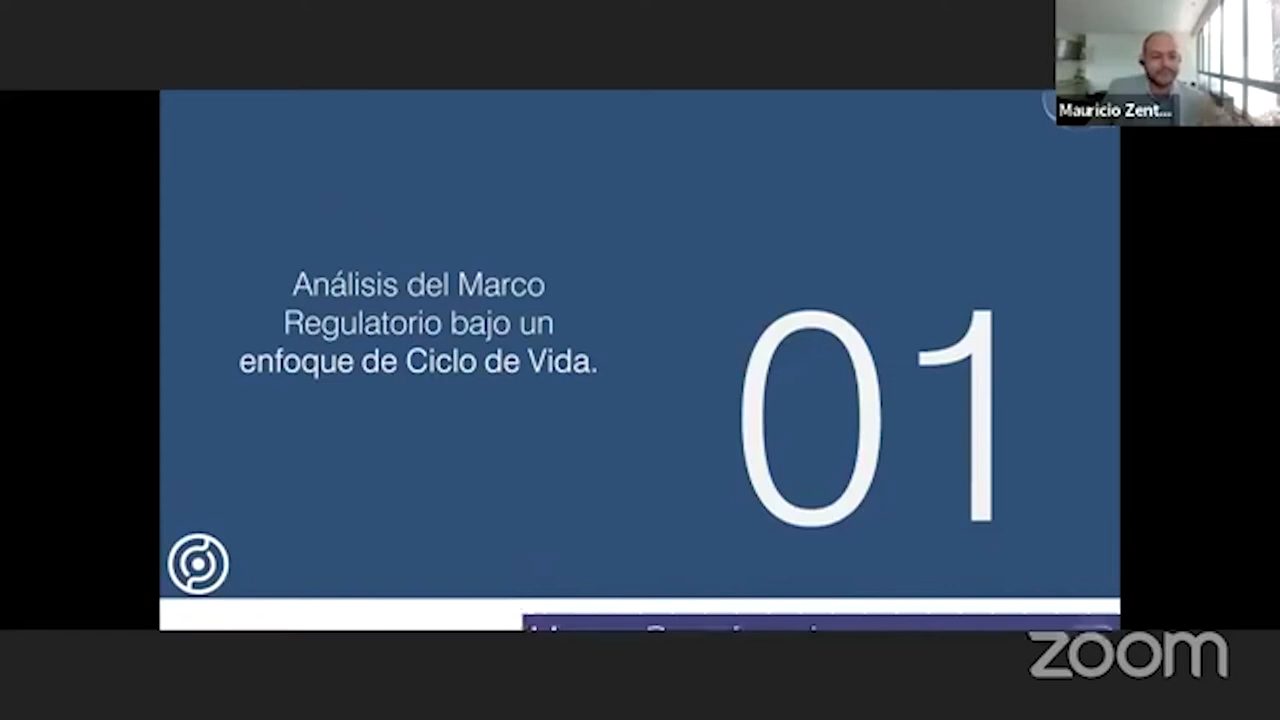 Mauricio Zent...
Análisis del Marco
Regulatorio bajo un
enfoque de Ciclo de Vida.
01
zoom